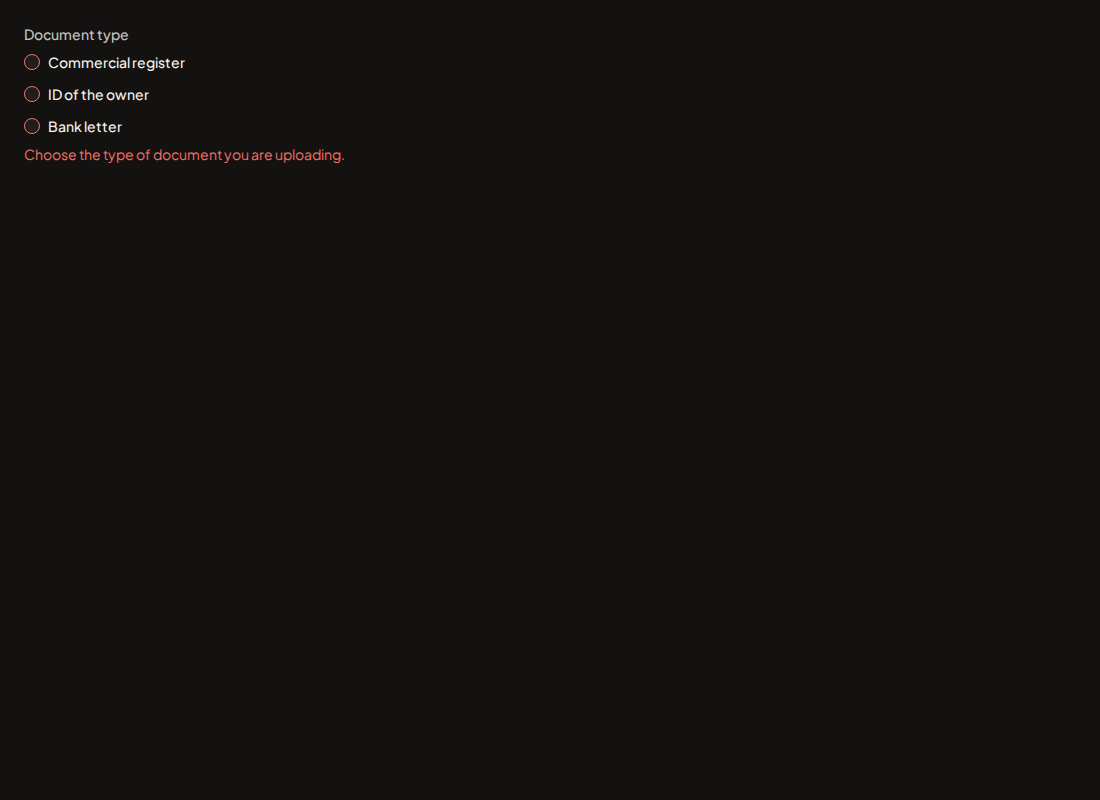 Document type
Commercial register
ID of the owner
Bank letter
Choose the type of document you are uploading.